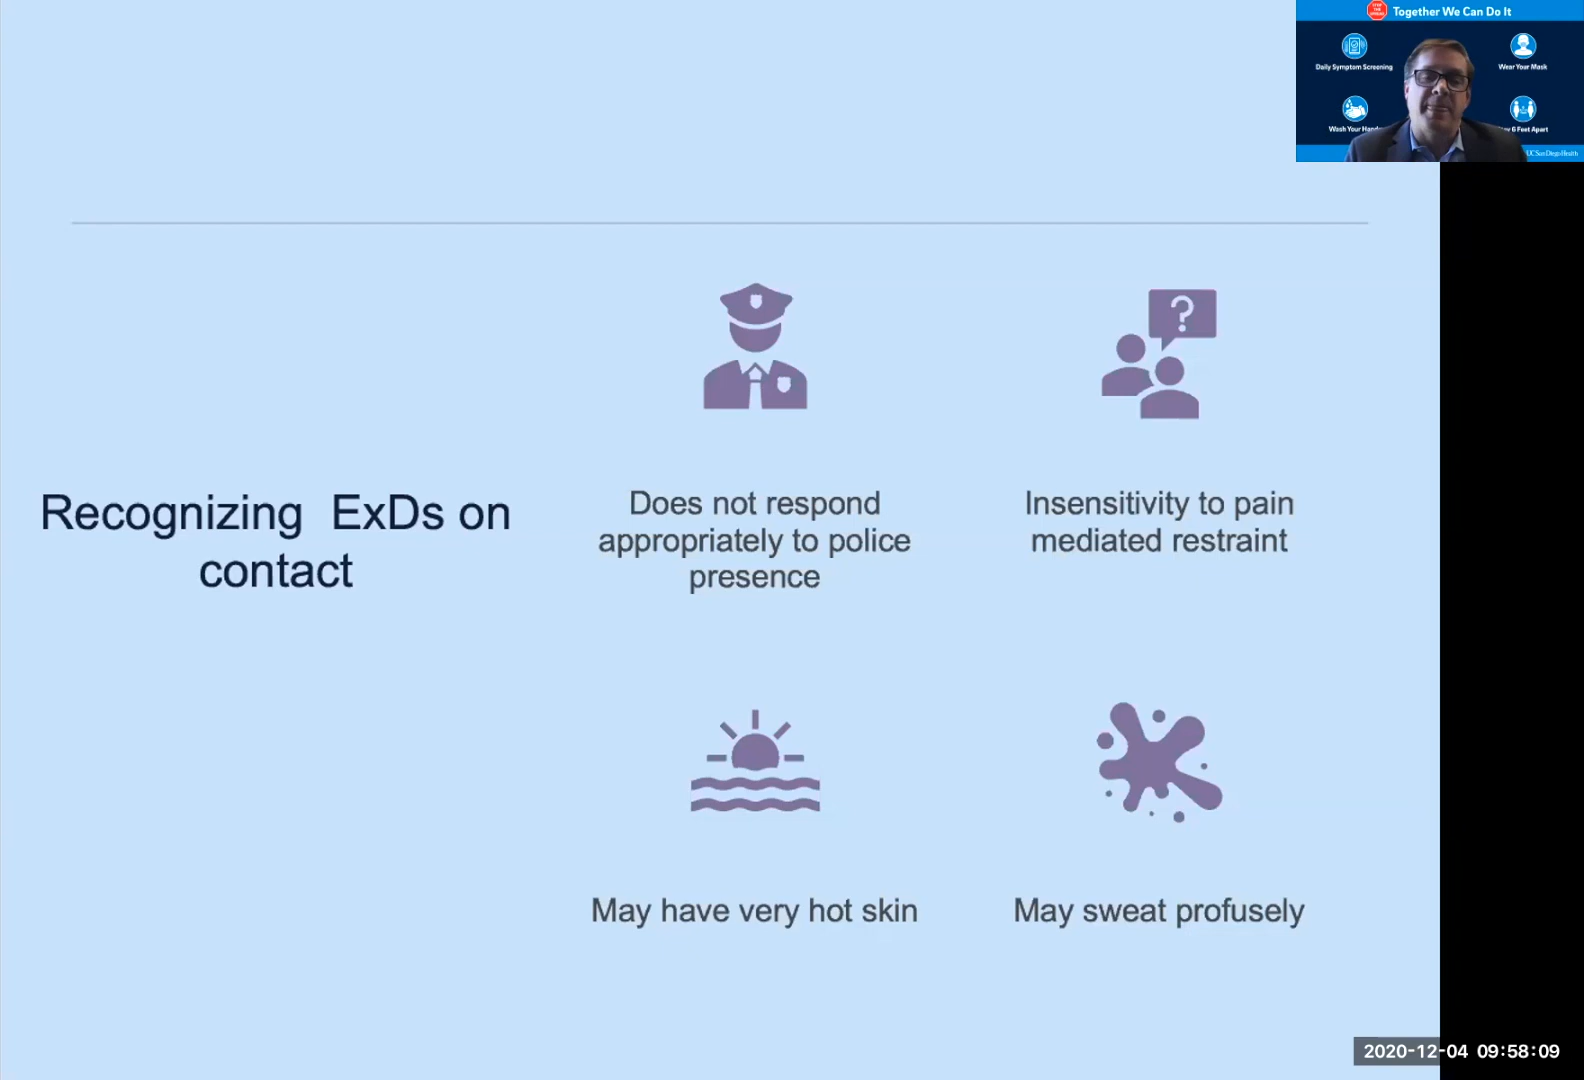 Together We Can Do It
Daily Symptom Screening
Wear Your Mask
Wash Your
6 Feet Apart
UC San Diego Health
Recognizing  ExDs on
contact
Does not respond
appropriately to police
presence
Insensitivity to pain
mediated restraint
May have very hot skin
May sweat profusely
2020-12-04 09:58:09